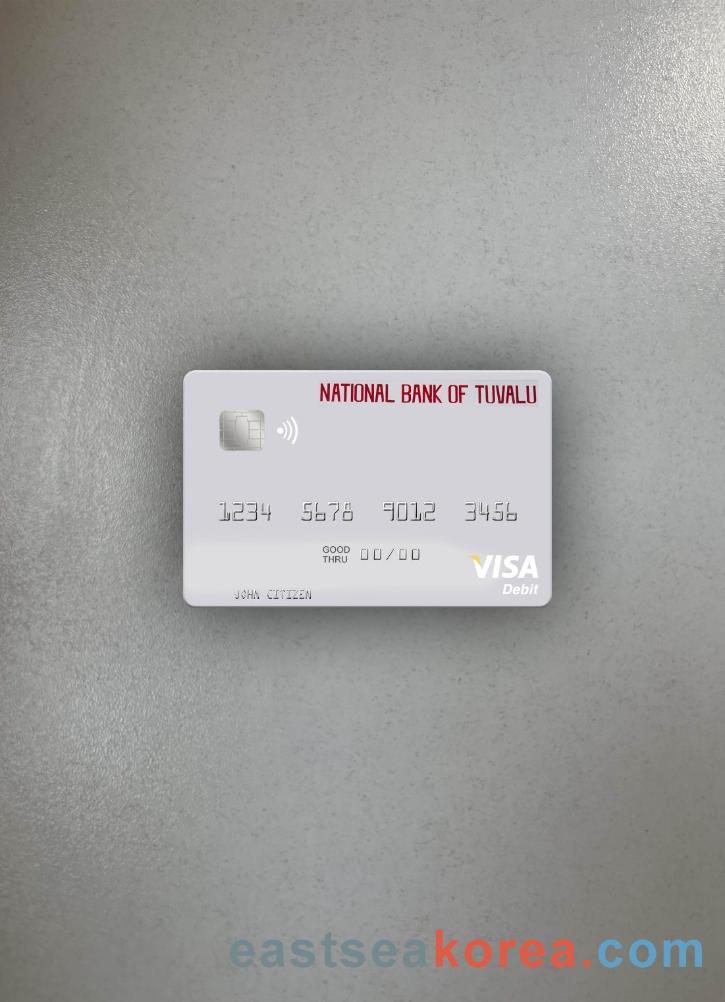 NATIONAL BANK OF TUVALU
1234 5678 9012 3456
GOOD
THRU 00/00
VISA
Debit
JOHN CITIZEN
eastseakorea.com